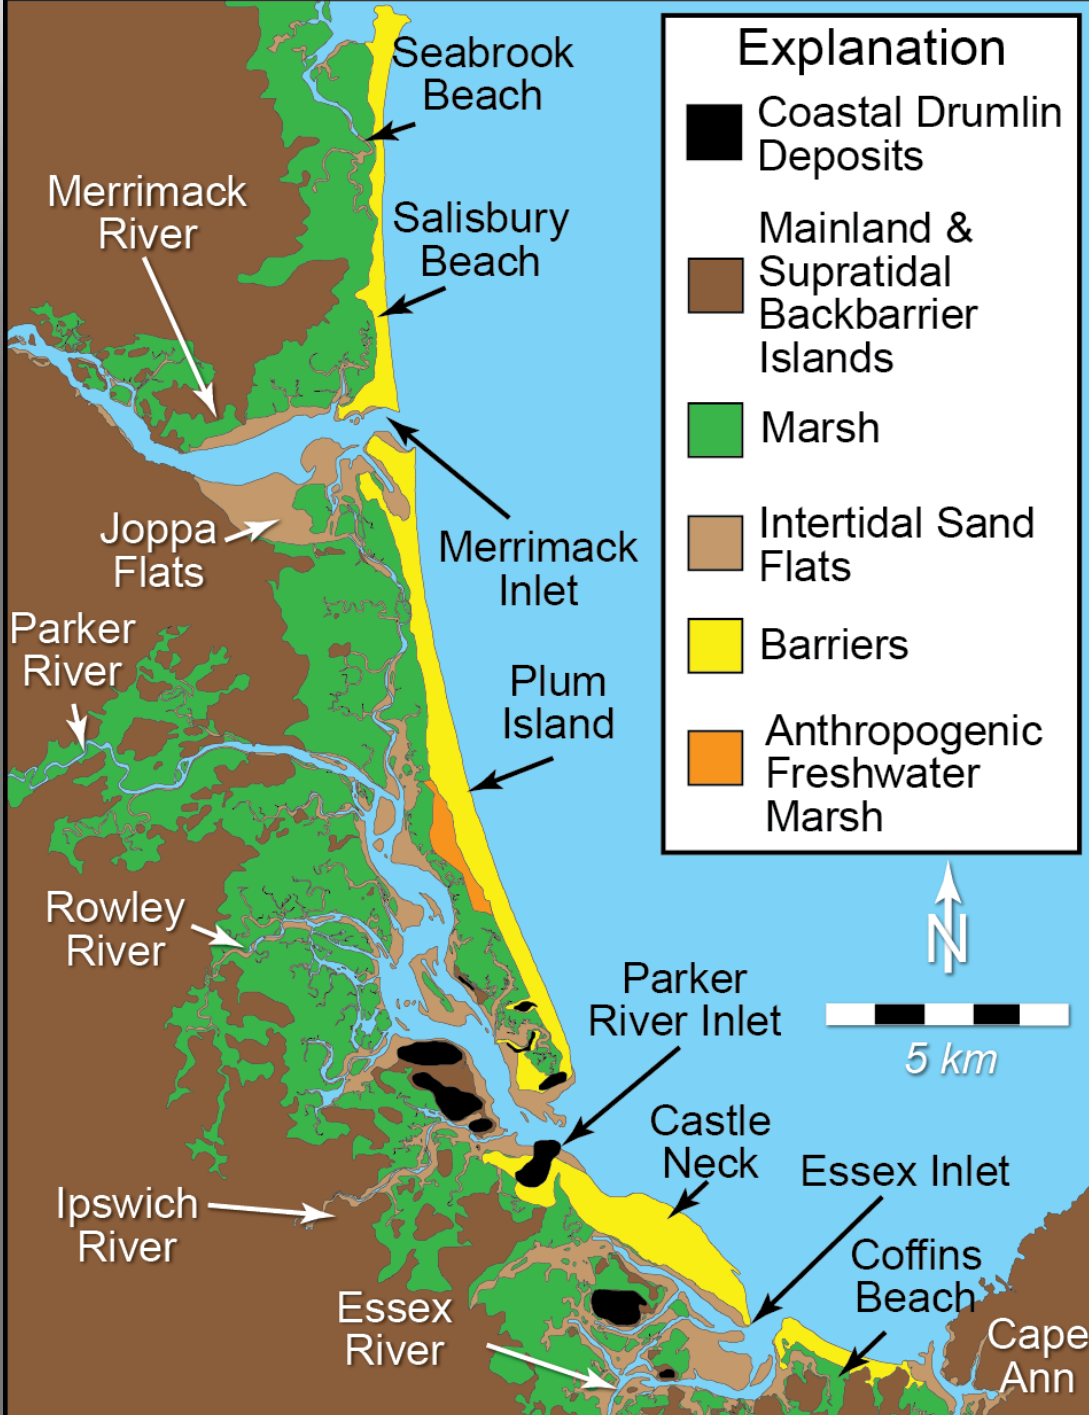 Seabrook
Beach
Merrimack
River
Salisbury
Beach
Joppa
Flats
Merrimack
Inlet
Parker
River
Plum
Island
Rowley
River
Parker
River Inlet
Castle
Neck
Essex Inlet
Ipswich
River
Coffins
Beach
Essex
River
Cape
Ann
Explanation
Coastal Drumlin
Deposits
Mainland &
Supratidal
Backbarrier
Islands
Marsh
Intertidal Sand
Flats
Barriers
Anthropogenic
Freshwater
Marsh
N
5 km